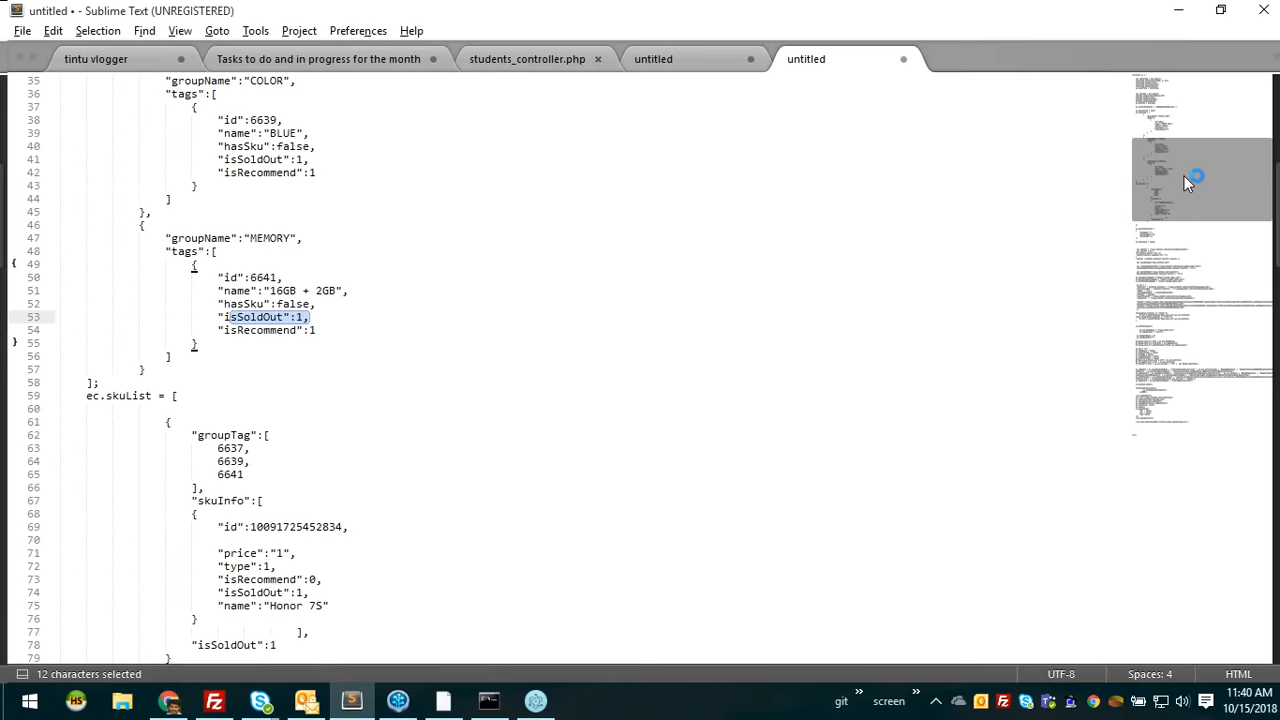 untitled • - Sublime Text (UNREGISTERED)
File Edit Selection Find View Goto Tools Project Preferences Help
tintu vlogger Tasks to do and in progress for the month students_controller.php untitled untitled
35 "groupName":"COLOR",
36 "tags":[
37 {
38 "id":6639,
39 "name":"BLUE",
40 "hasSku":false,
41 "isSoldOut":1,
42 "isRecommend":1
43 }
44 ]
45 },
46 {
47 "groupName":"MEMORY",
48 "tags":[
49 {
50 "id":6641,
51 "name":"16GB + 2GB",
52 "hasSku":false,
53 "isSoldOut":1,
54 "isRecommend":1
55 }
56 ]
57 }
58 ];
59 ec.skuList = [
60
61 {
62 "groupTag":[
63 6637,
64 6639,
65 6641
66 ],
67 "skuInfo":[
68 {
69 "id":10091725452834,
70
71 "price":"1",
72 "type":1,
73 "isRecommend":0,
74 "isSoldOut":1,
75 "name":"Honor 7S"
76 }
77 ],
78 "isSoldOut":1
79 }
12 characters selected UTF-8 Spaces: 4 HTML
git screen 11:40 AM
10/15/2018